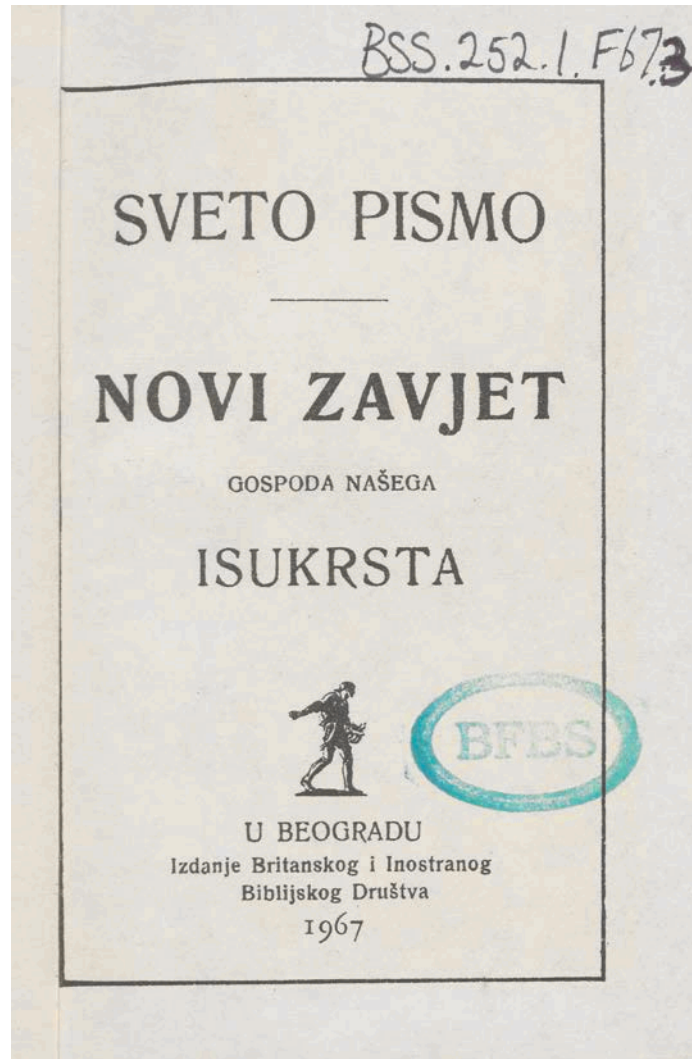 BSS.252.1.F67.3
SVETO PISMO
NOVI ZAVJET
GOSPODA NAŠEGA
ISUKRSTA
BFBS
U BEOGRADU
Izdanje Britanskog i Inostranog
Biblijskog Društva
1967